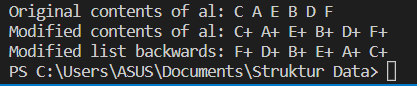 Original contents of al: C A E B D F
Modified contents of al: C+ A+ E+ B+ D+ F+
Modified list backwards: F+ D+ B+ E+ A+ C+
PS C:\Users\ASUS\Documents\Struktur Data>